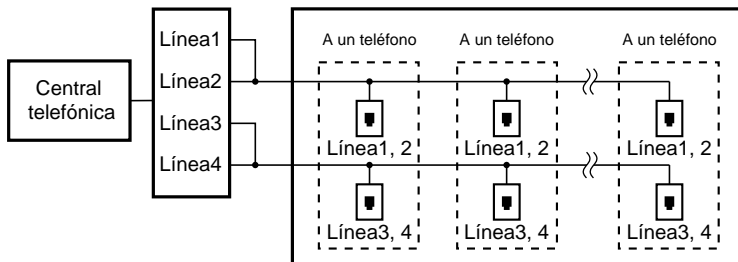 Central
telefónica
Línea1
Línea2
Línea3
Línea4
A un teléfono
A un teléfono
A un teléfono
Línea1, 2
Línea1, 2
Línea1, 2
Línea3, 4
Línea3, 4
Línea3, 4